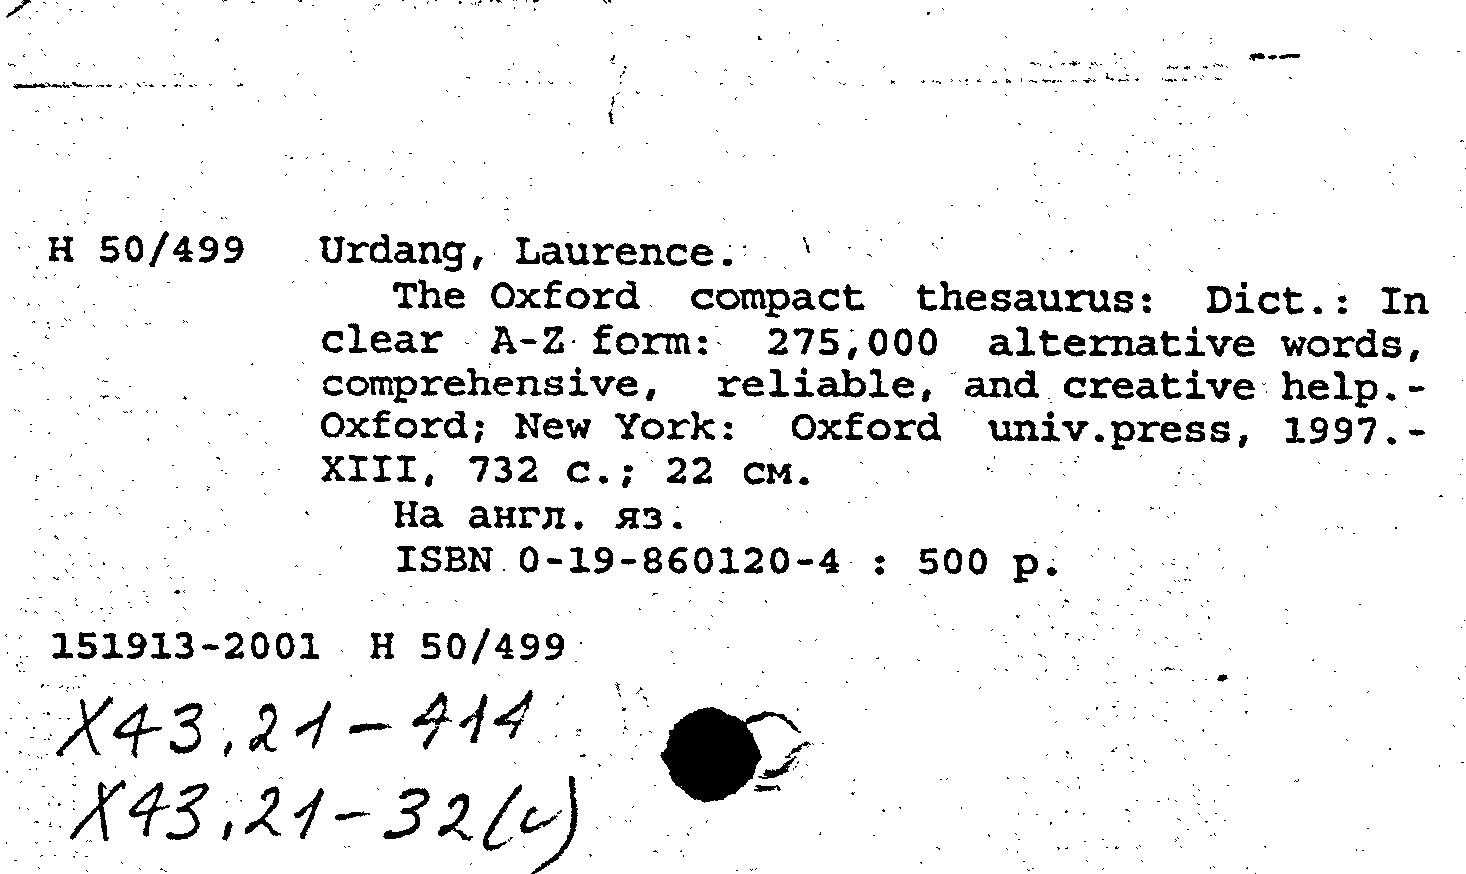 Н 50/499 Urdang, Laurence.
The Oxford compact thesaurus: Dict.: In
clear A-Z form: 275,000 alternative words,
comprehensive, reliable, and creative help.-
Oxford; New York: Oxford univ.press, 1997.-
XIII, 732 с.; 22 см.
На англ. яз.
ISBN 0-19-860120-4 : 500 р.
151913-2001 Н 50/499
Х43.21-414
Х43.21-32(с)